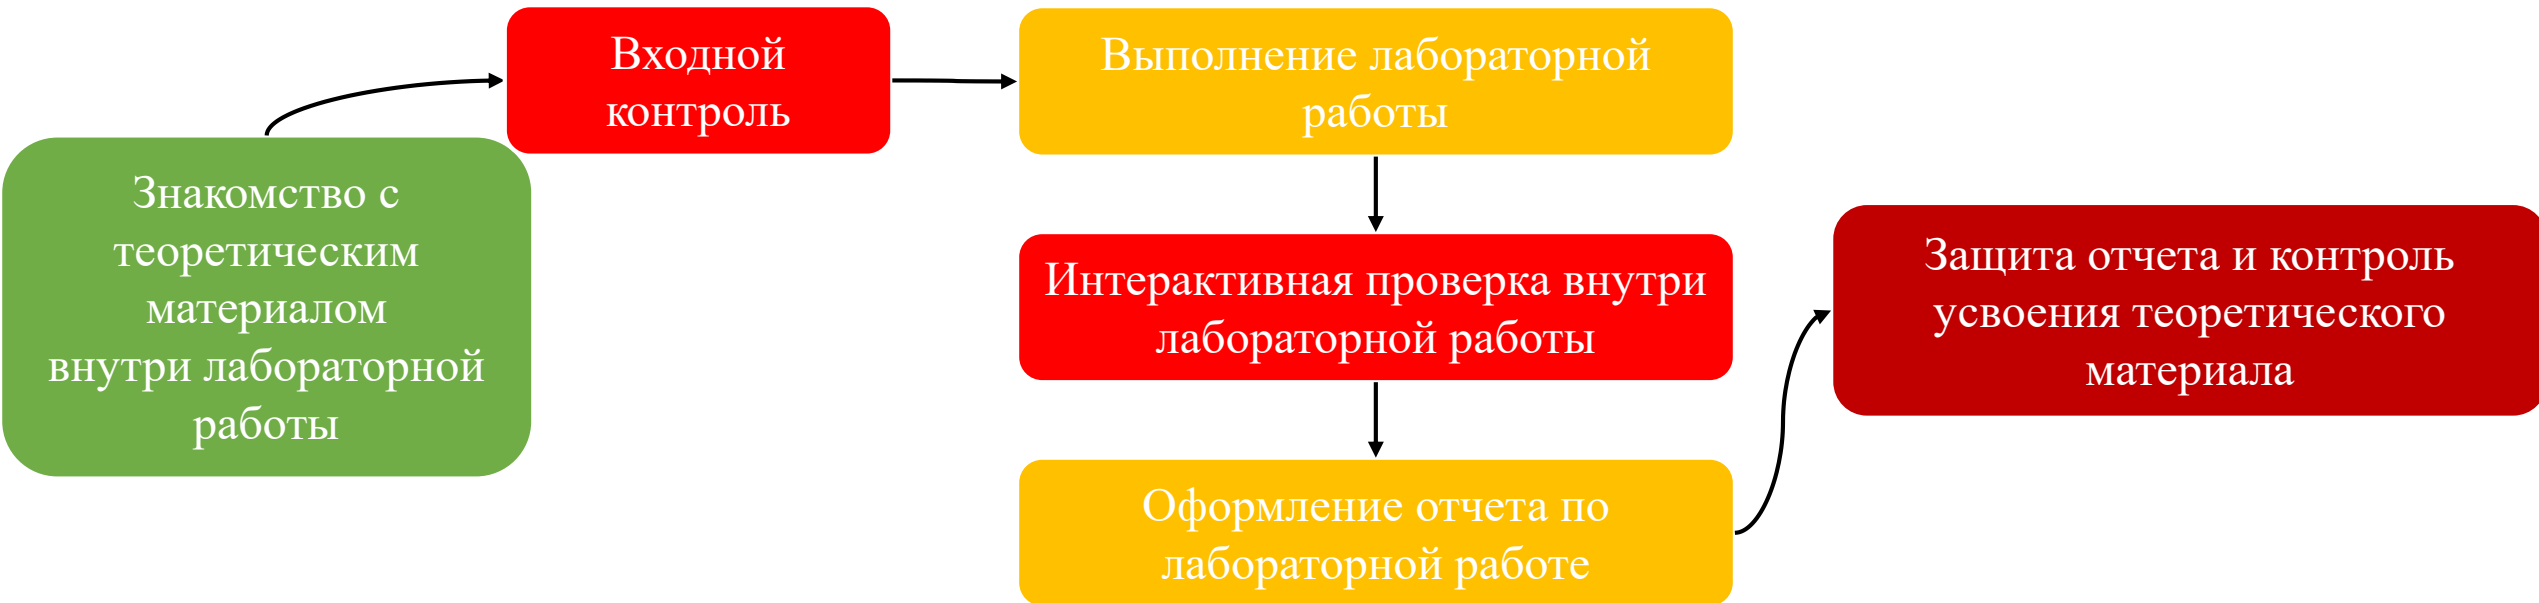 Знакомство с
теоретическим
материалом
внутри лабораторной
работы
Входной
контроль
Выполнение лабораторной
работы
Интерактивная проверка внутри
лабораторной работы
Оформление отчета по
лабораторной работе
Защита отчета и контроль
усвоения теоретического
материала